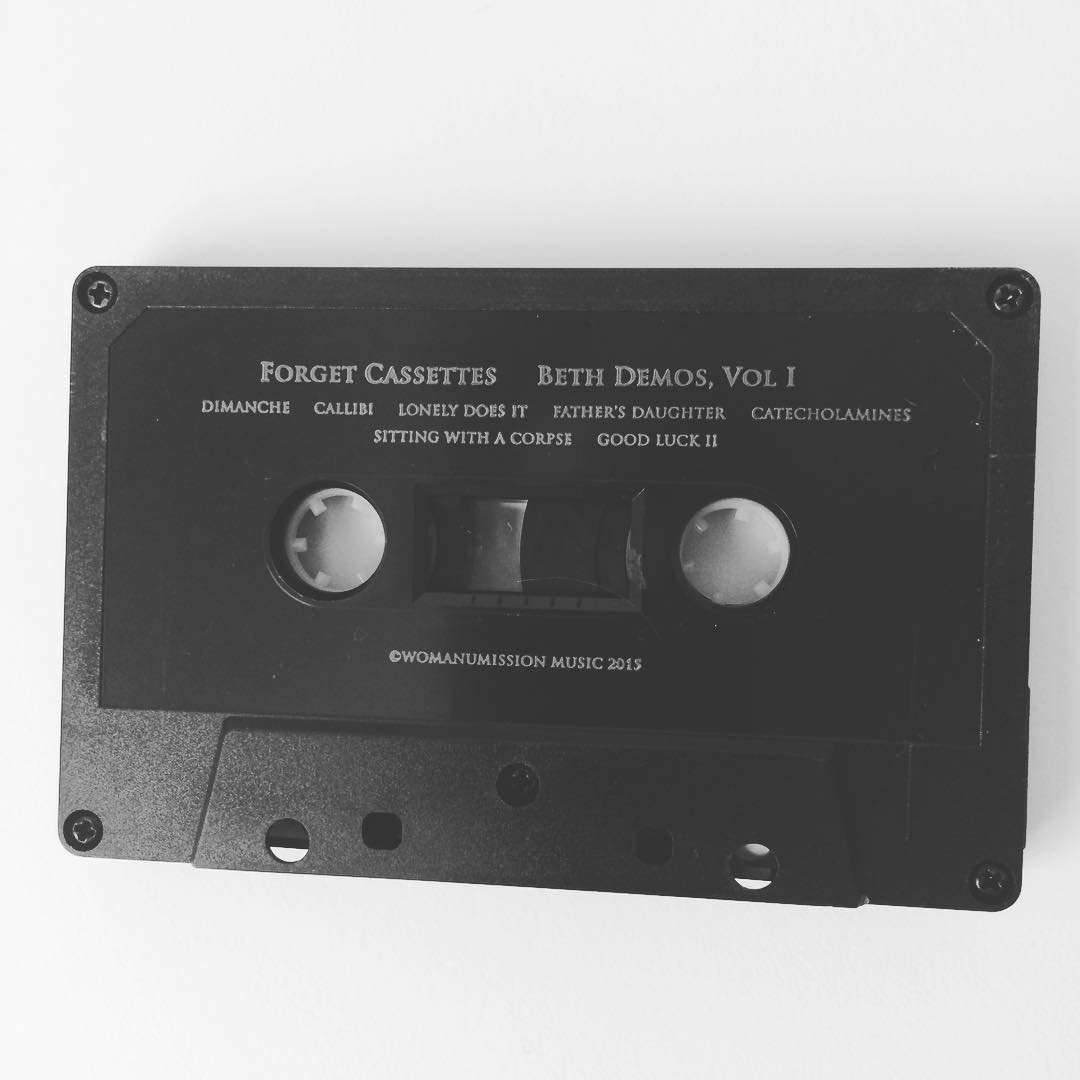 FORGET CASSETTES BETH DEMOS, VOL I
DIMANCHE CALLIBI LONELY DOES IT FATHER'S DAUGHTER CATECHOLAMINES
SITTING WITH A CORPSE GOOD LUCK II
©WOMANUMISSION MUSIC 2015